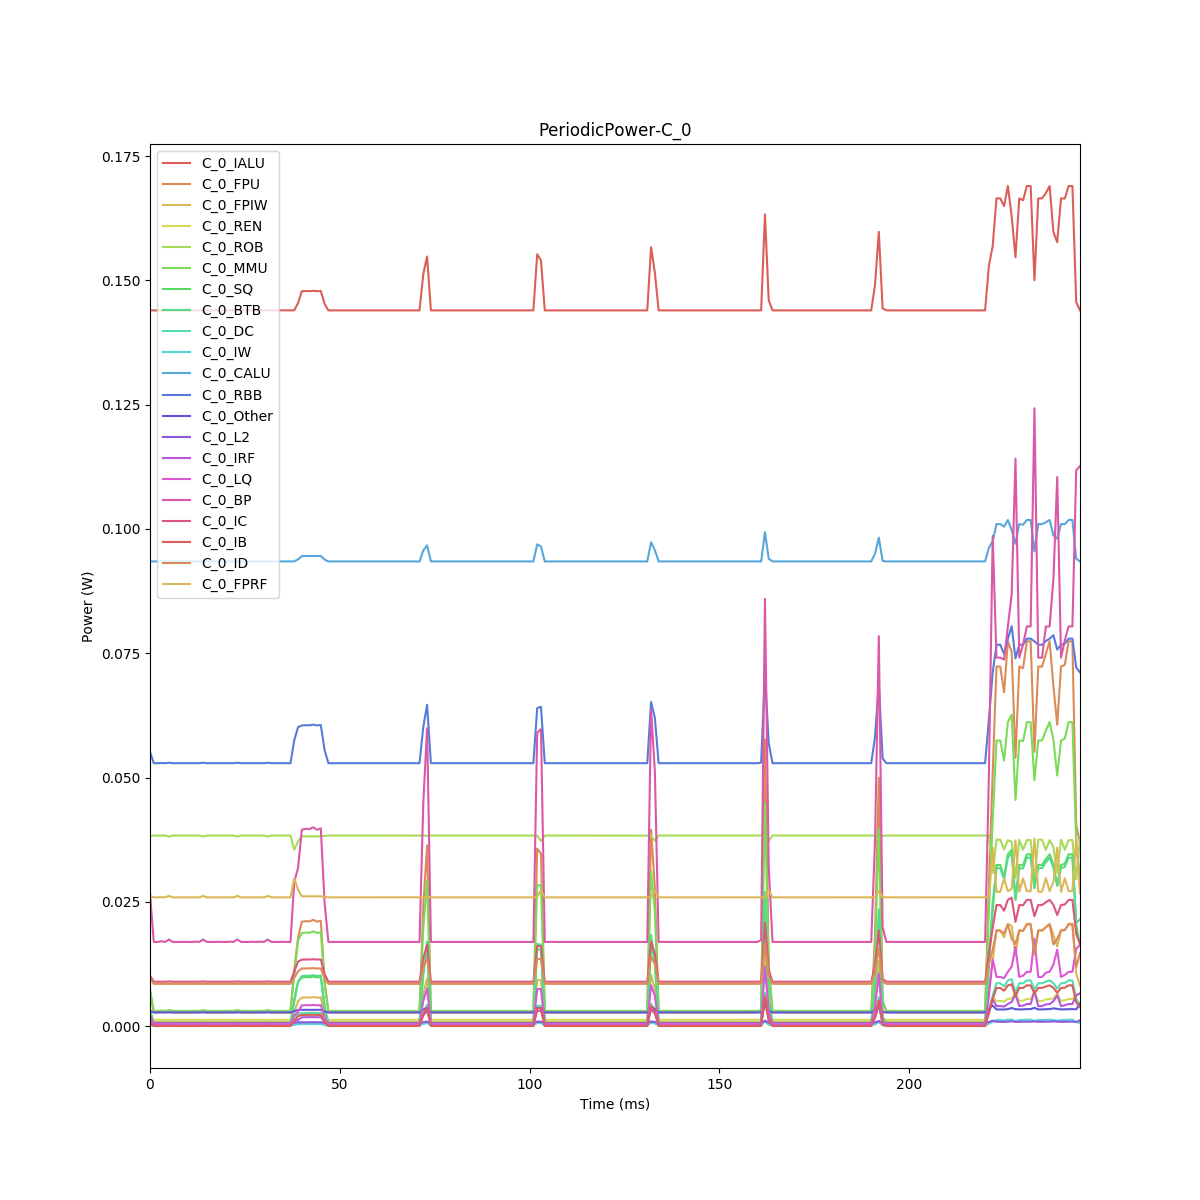 PeriodicPower-C_0
0.175
0.150
0.125
0.100
0.075
0.050
0.025
0.000
Power (W)
C_0_IALU
C_0_FPU
C_0_FPIW
C_0_REN
C_0_ROB
C_0_MMU
C_0_SQ
C_0_BTB
C_0_DC
C_0_IW
C_0_CALU
C_0_RBB
C_0_Other
C_0_L2
C_0_IRF
C_0_LQ
C_0_BP
C_0_IC
C_0_IB
C_0_ID
C_0_FPRF
0 50 100 150 200
Time (ms)